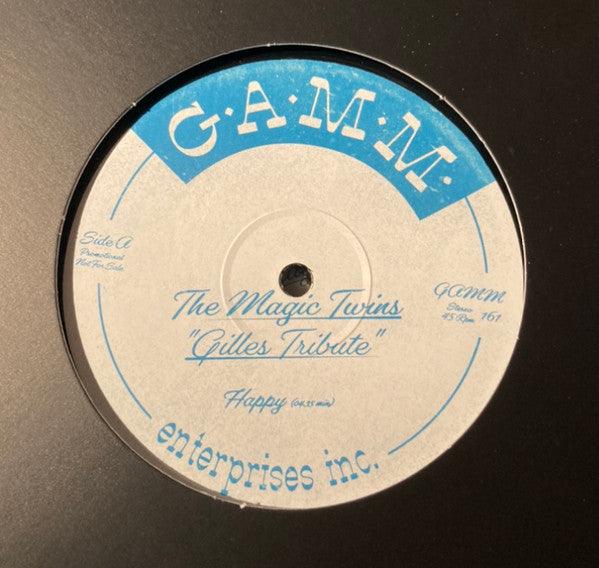 G·A·M·M·
Side A
Promotional
Not For Sale
GAMM
Stereo 161
45 Rpm
The Magic Twins
"Gilles Tribute"
Happy (04.35 min)
enterprises inc.